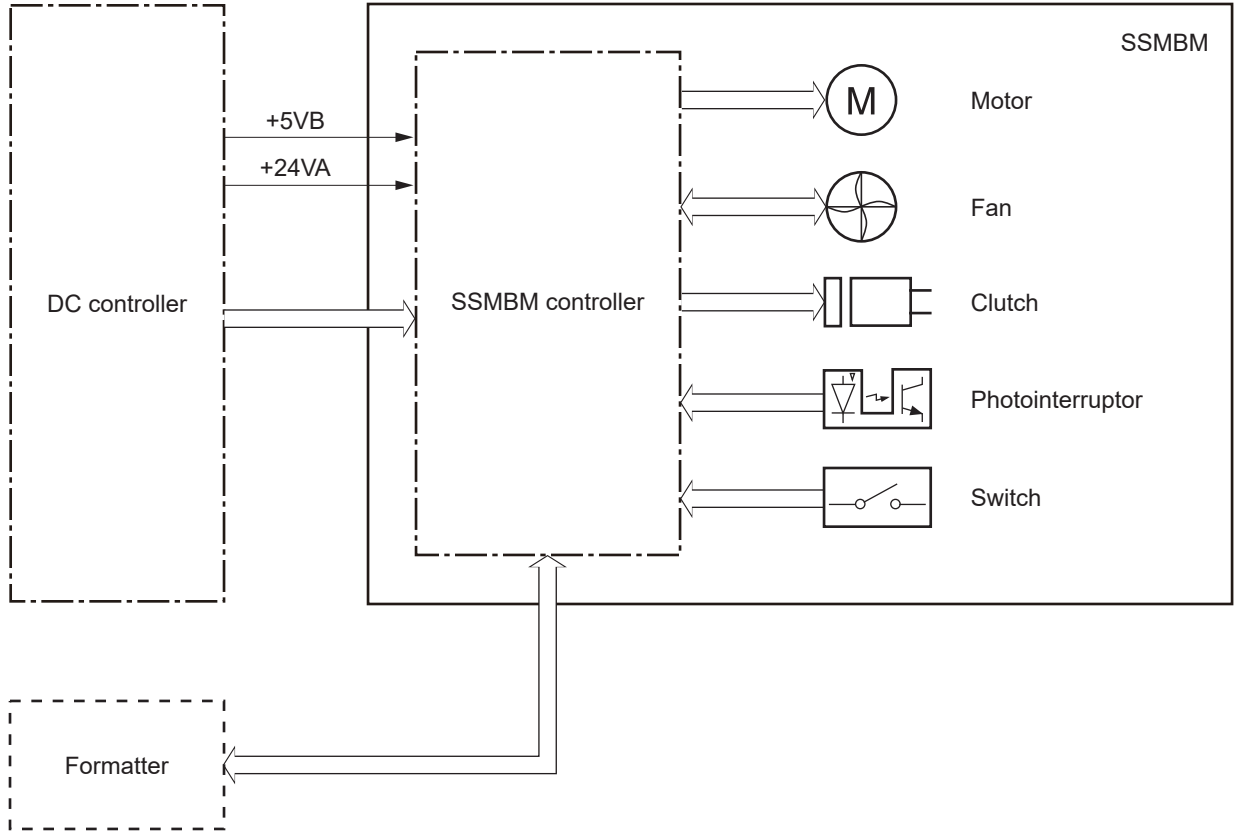 SSMBM
M
Motor
+5VB
+24VA
Fan
DC controller
SSMBM controller
Clutch
Photointerruptor
Switch
Formatter